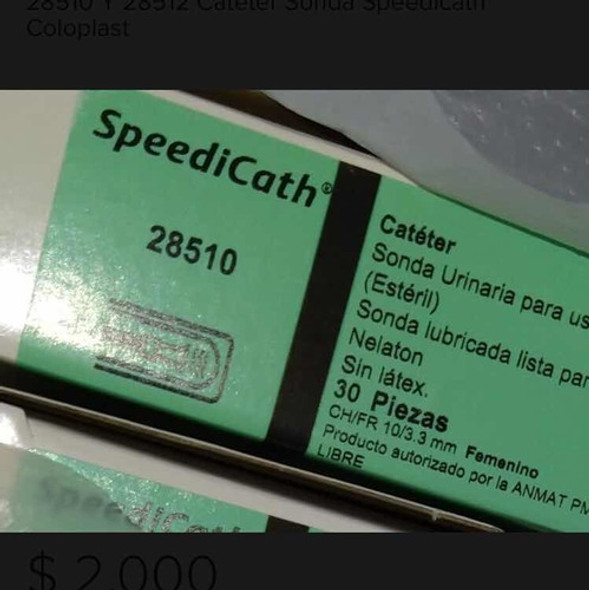 28510 Y 28512 Catéter Sonda Speedicath
Coloplast
SpeediCath®
28510
Catéter
Sonda Urinaria para us
(Estéril)
Sonda lubricada lista par
Nelaton
Sin látex.
30 Piezas
CH/FR 10/3.3 mm Femenino
Producto autorizado por la ANMAT PM
LIBRE
SpeediCath
$ 2.000